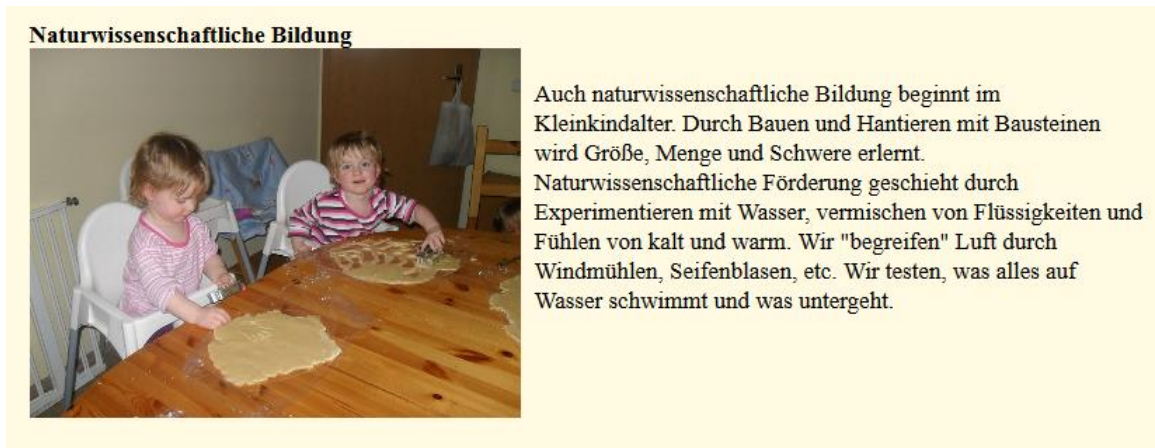 Naturwissenschaftliche Bildung
Auch naturwissenschaftliche Bildung beginnt im
Kleinkindalter. Durch Bauen und Hantieren mit Bausteinen
wird Größe, Menge und Schwere erlernt.
Naturwissenschaftliche Förderung geschieht durch
Experimentieren mit Wasser, vermischen von Flüssigkeiten und
Fühlen von kalt und warm. Wir "begreifen" Luft durch
Windmühlen, Seifenblasen, etc. Wir testen, was alles auf
Wasser schwimmt und was untergeht.